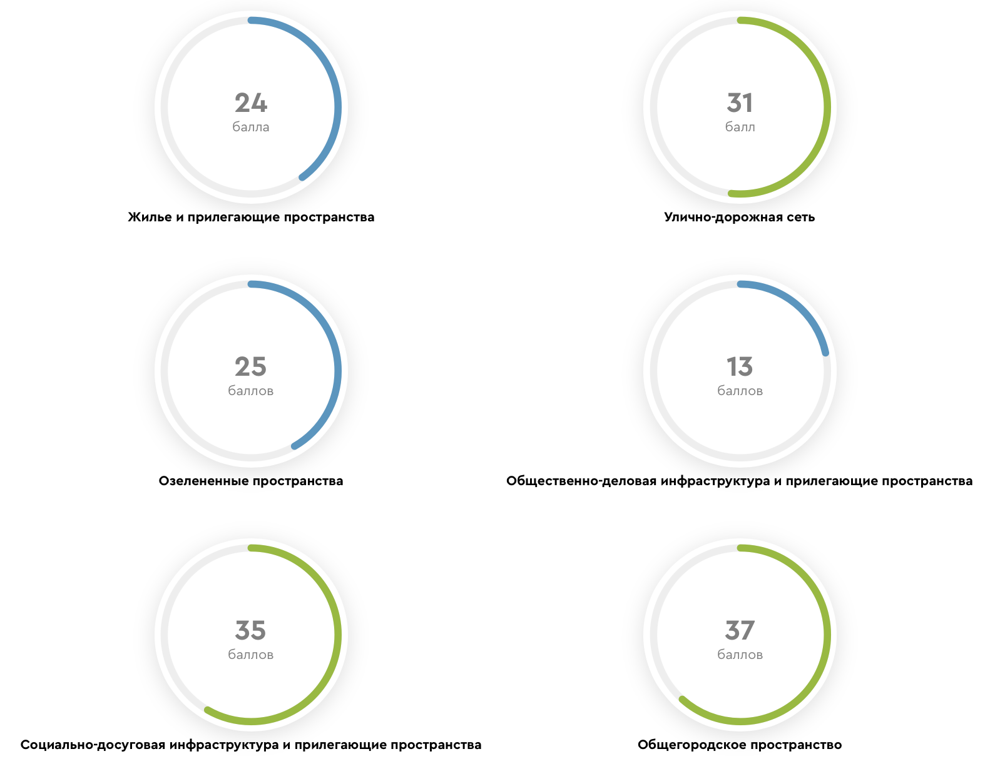 24
балла
Жилье и прилегающие пространства
31
балл
Улично-дорожная сеть
25
баллов
Озелененные пространства
13
баллов
Общественно-деловая инфраструктура и прилегающие пространства
35
баллов
Социально-досуговая инфраструктура и прилегающие пространства
37
баллов
Общегородское пространство